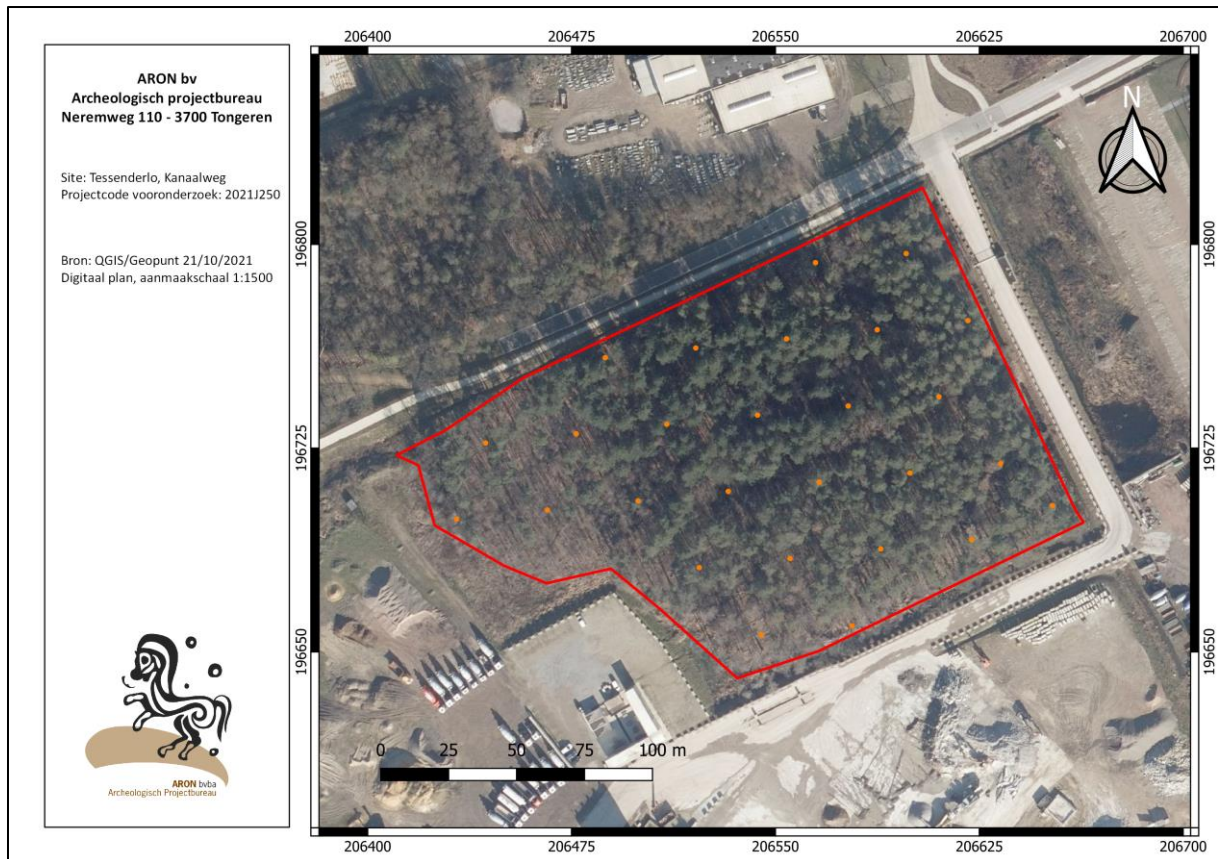 ARON bv
Archeologisch projectbureau
Neremweg 110 - 3700 Tongeren
Site: Tessenderlo, Kanaalweg
Projectcode vooronderzoek: 2021J250
Bron: QGIS/Geopunt 21/10/2021
Digitaal plan, aanmaakschaal 1:1500
ARON bvba
Archeologisch Projectbureau
206400 206475 206550 206625 206700
196800 196800
196725 196725
196650 196650
N
0 25 50 75 100 m
206400 206475 206550 206625 206700